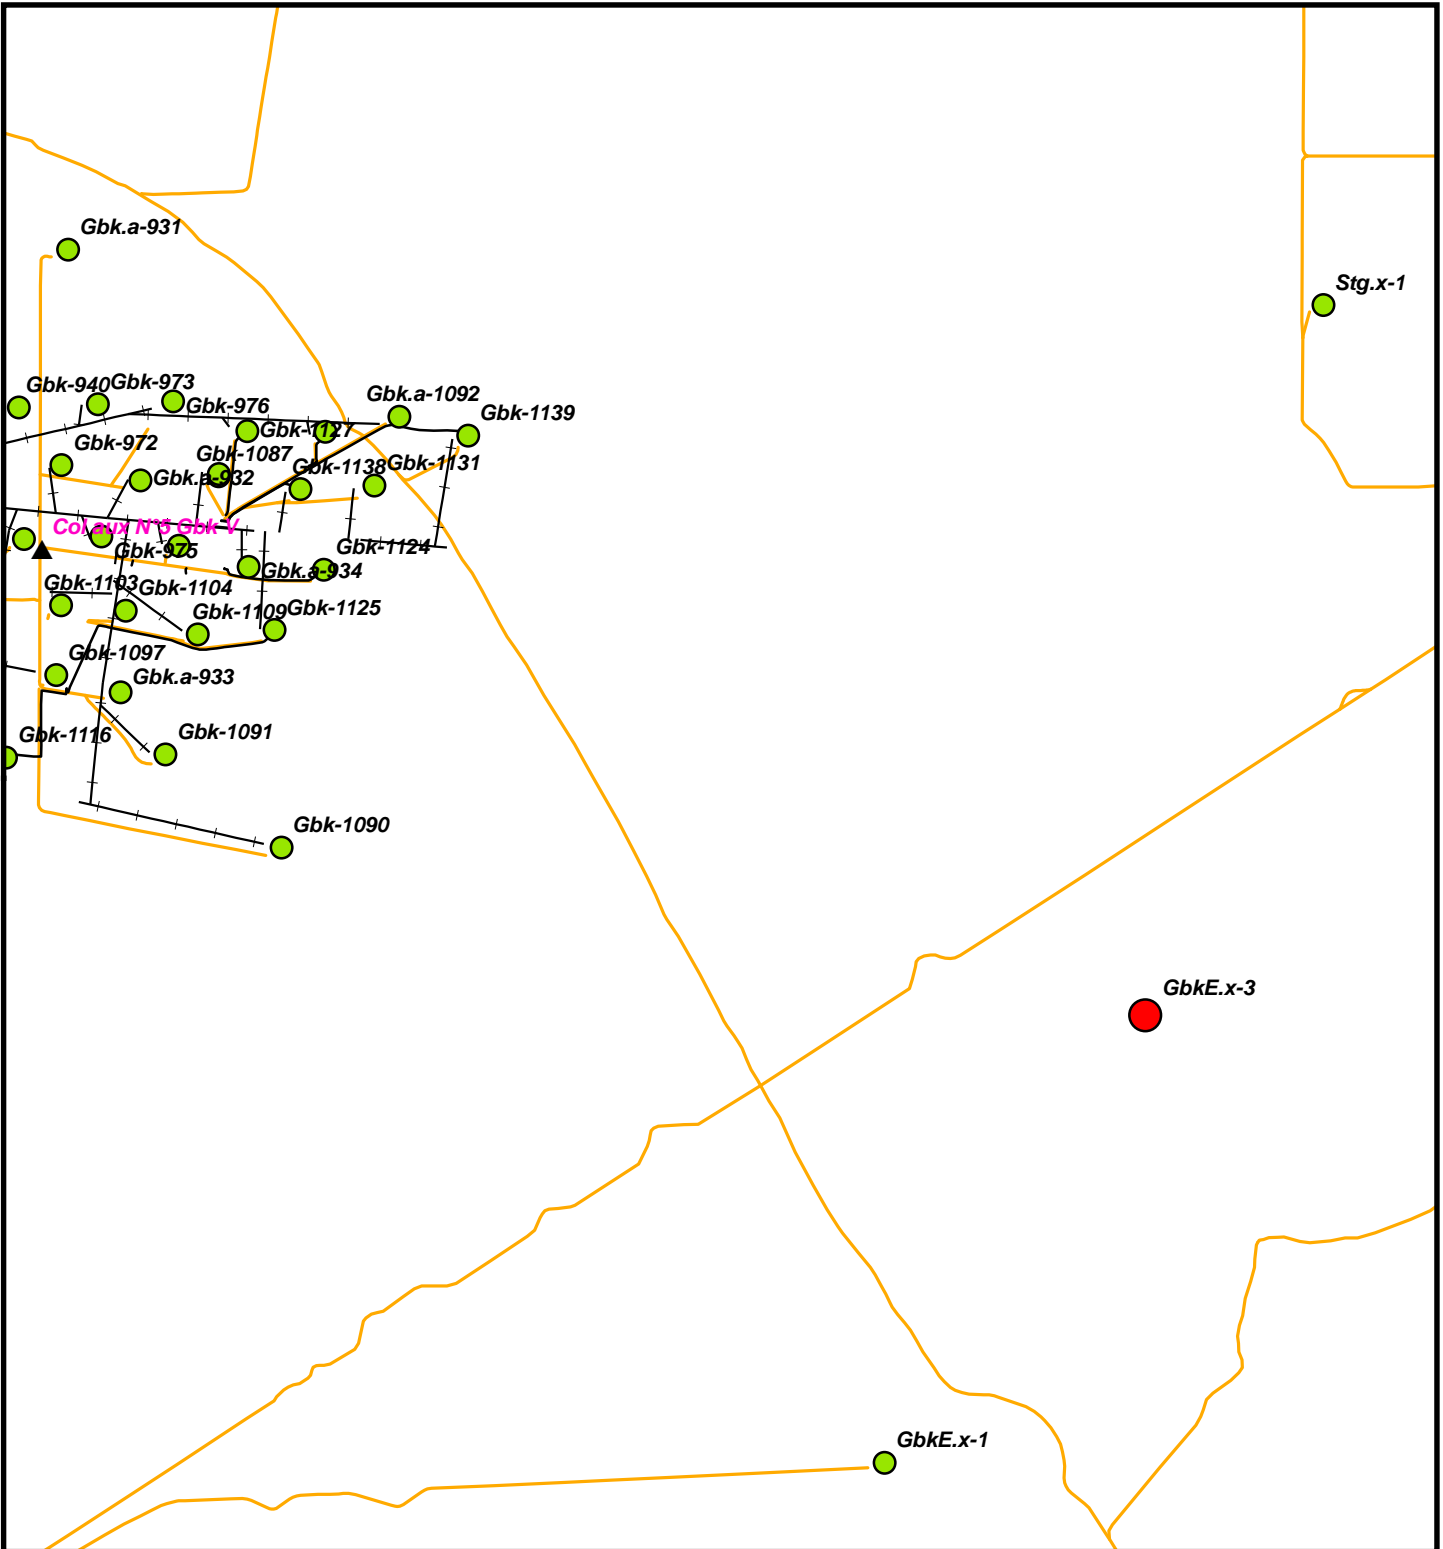 Gbk.a-931
Stg.x-1
Gbk-940
Gbk-973
Gbk-976
Gbk.a-1092
Gbk-1139
Gbk-1127
Gbk-972
Gbk-1087
Gbk-1138
Gbk-1131
Gbk.a-932
Col aux N°5 Gbk V
Gbk-975
Gbk-1124
Gbk.a-934
Gbk-1103
Gbk-1104
Gbk-1109
Gbk-1125
Gbk-1097
Gbk.a-933
Gbk-1116
Gbk-1091
Gbk-1090
GbkE.x-3
GbkE.x-1